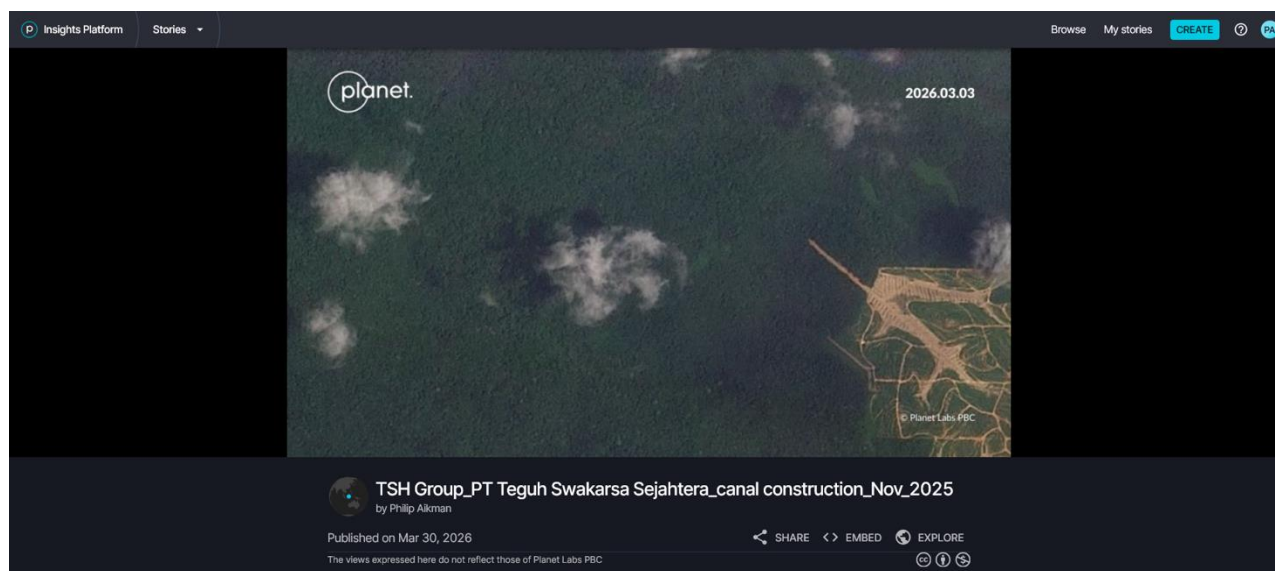 p Insights Platform Stories Browse My stories CREATE ? PA
planet. 2026.03.03
© Planet Labs PBC
TSH Group_PT Teguh Swakarsa Sejahtera_canal construction_Nov_2025
by Philip Aikman
Published on Mar 30, 2026 SHARE <> EMBED EXPLORE
The views expressed here do not reflect those of Planet Labs PBC cc